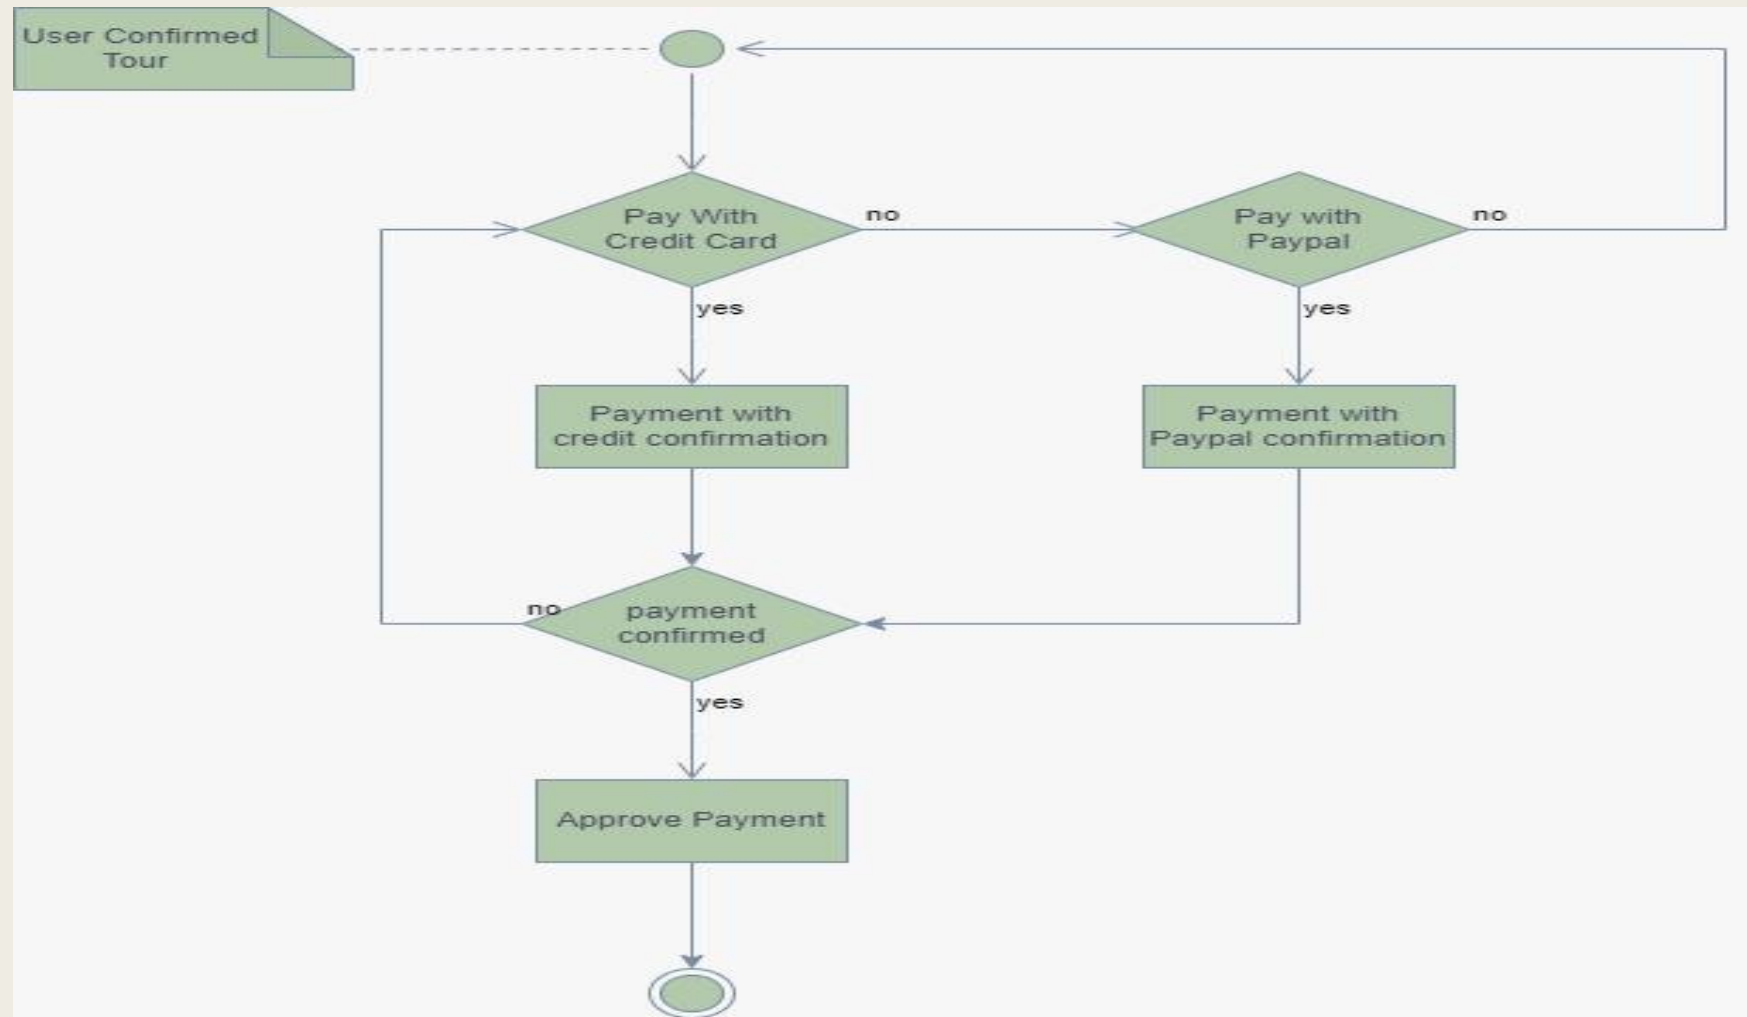 User Confirmed
Tour
Pay With
Credit Card
no
Pay with
Paypal
no
yes
yes
Payment with
credit confirmation
Payment with
Paypal confirmation
no
payment
confirmed
yes
Approve Payment